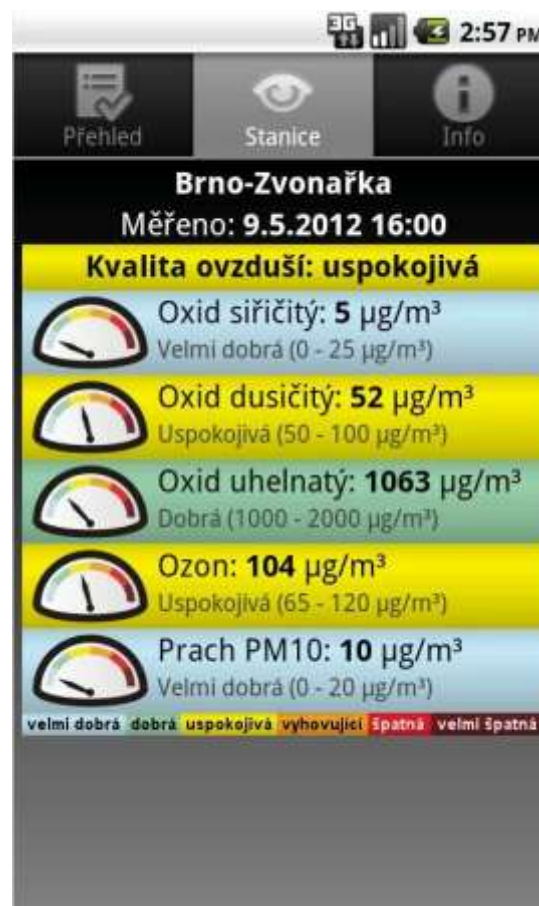 3G 2:57 PM
Přehled Stanice Info
Brno-Zvonařka
Měřeno: 9.5.2012 16:00
Kvalita ovzduší: uspokojivá
Oxid siřičitý: 5 µg/m³
Velmi dobrá (0 - 25 µg/m³)
Oxid dusičitý: 52 µg/m³
Uspokojivá (50 - 100 µg/m³)
Oxid uhelnatý: 1063 µg/m³
Dobrá (1000 - 2000 µg/m³)
Ozon: 104 µg/m³
Uspokojivá (65 - 120 µg/m³)
Prach PM10: 10 µg/m³
Velmi dobrá (0 - 20 µg/m³)
velmi dobrá dobrá uspokojivá vyhovující špatná velmi špatná